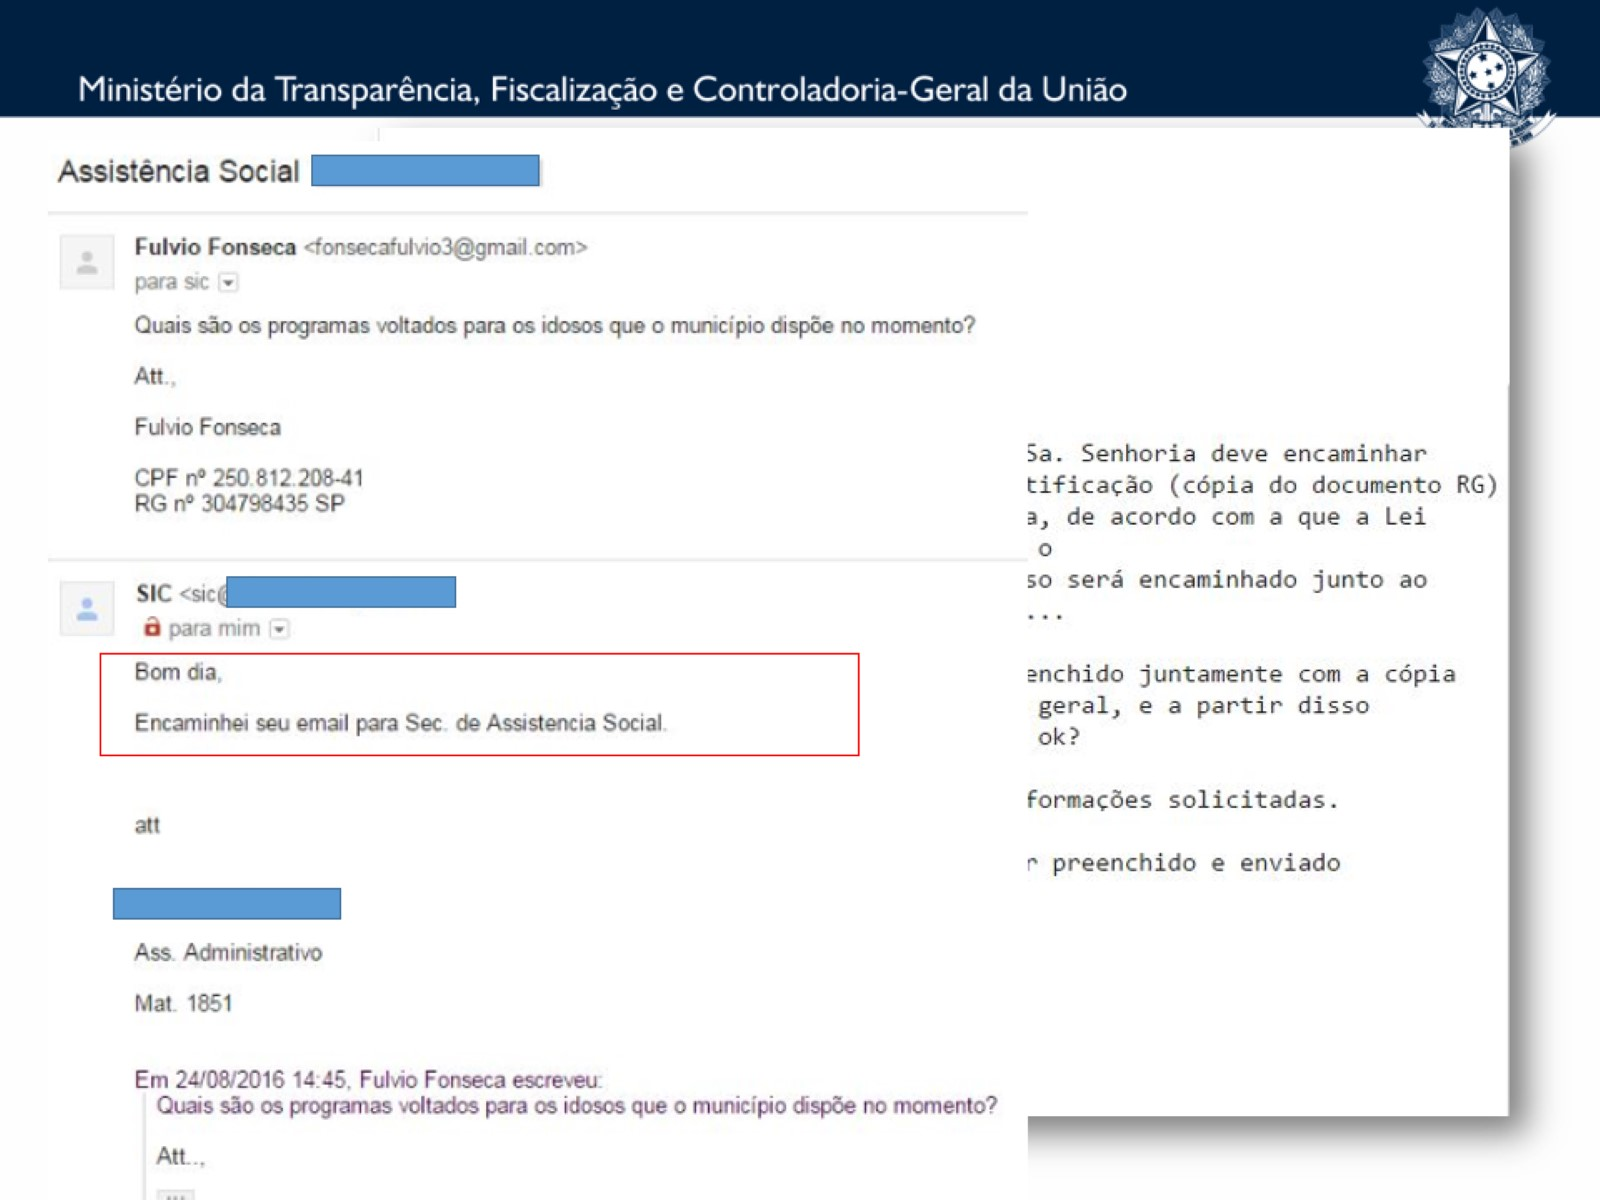 Ministério da Transparência, Fiscalização e Controladoria-Geral da União
Assistência Social
Fulvio Fonseca <fonsecafulvio3@gmail.com>
para sic
Quais são os programas voltados para os idosos que o município dispõe no momento?
Att.,
Fulvio Fonseca
CPF nº 250.812.208-41
RG nº 304798435 SP
SIC <sic@
para mim
Bom dia,
Encaminhei seu email para Sec. de Assistencia Social.
att
Ass. Administrativo
Mat. 1851
Em 24/08/2016 14:45, Fulvio Fonseca escreveu:
Quais são os programas voltados para os idosos que o município dispõe no momento?
Att..,
Sa. Senhoria deve encaminhar
tificação (cópia do documento RG)
a, de acordo com a que a Lei
o
so será encaminhado junto ao
...
enchido juntamente com a cópia
geral, e a partir disso
ok?
formações solicitadas.
r preenchido e enviado